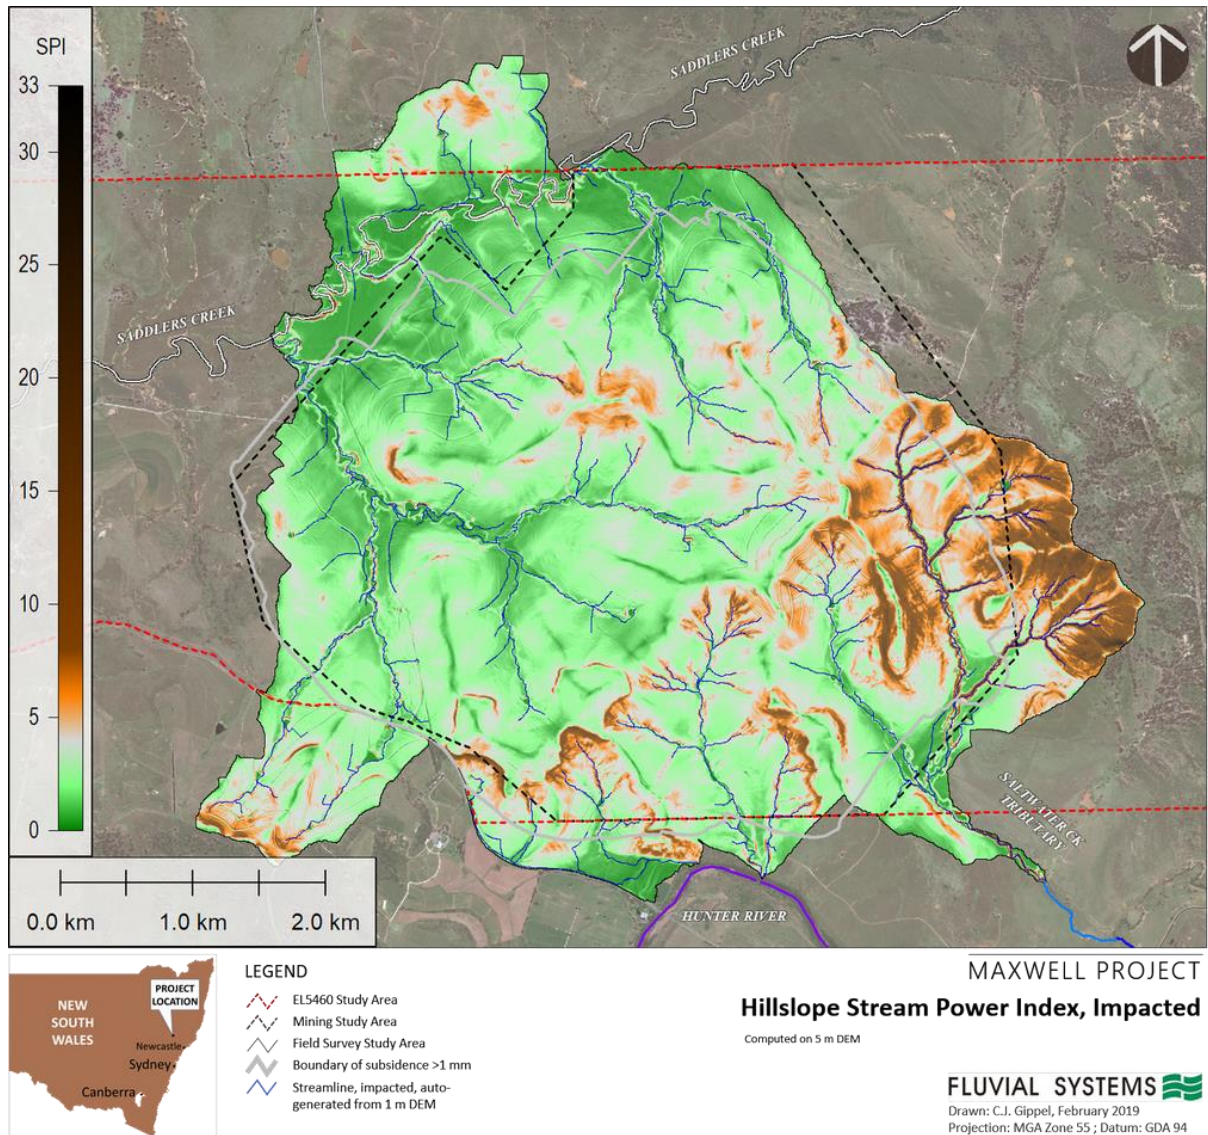 SPI
33
30
25
20
15
10
5
0
SADDLERS CREEK
SADDLERS CREEK
SALTWATER CK
TRIBUTARY
HUNTER RIVER
0.0 km 1.0 km 2.0 km
NEW
SOUTH
WALES
PROJECT
LOCATION
Newcastle
Sydney
Canberra
LEGEND
EL5460 Study Area
Mining Study Area
Field Survey Study Area
Boundary of subsidence >1 mm
Streamline, impacted, auto-
generated from 1 m DEM
MAXWELL PROJECT
Hillslope Stream Power Index, Impacted
Computed on 5 m DEM
FLUVIAL SYSTEMS
Drawn: C.J. Gippel, February 2019
Projection: MGA Zone 55 ; Datum: GDA 94